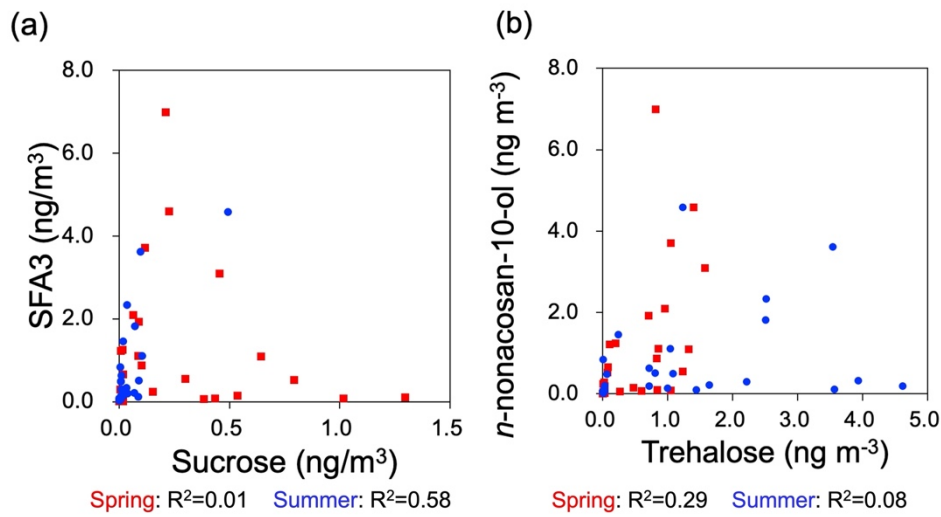 (a)
8.0
6.0
4.0
2.0
0.0
SFA3 (ng/m³)
0.0 0.5 1.0 1.5
Sucrose (ng/m³)
Spring: R²=0.01 Summer: R²=0.58
(b)
8.0
6.0
4.0
2.0
0.0
n-nonacosan-10-ol (ng m⁻³)
0.0 1.0 2.0 3.0 4.0 5.0
Trehalose (ng m⁻³)
Spring: R²=0.29 Summer: R²=0.08